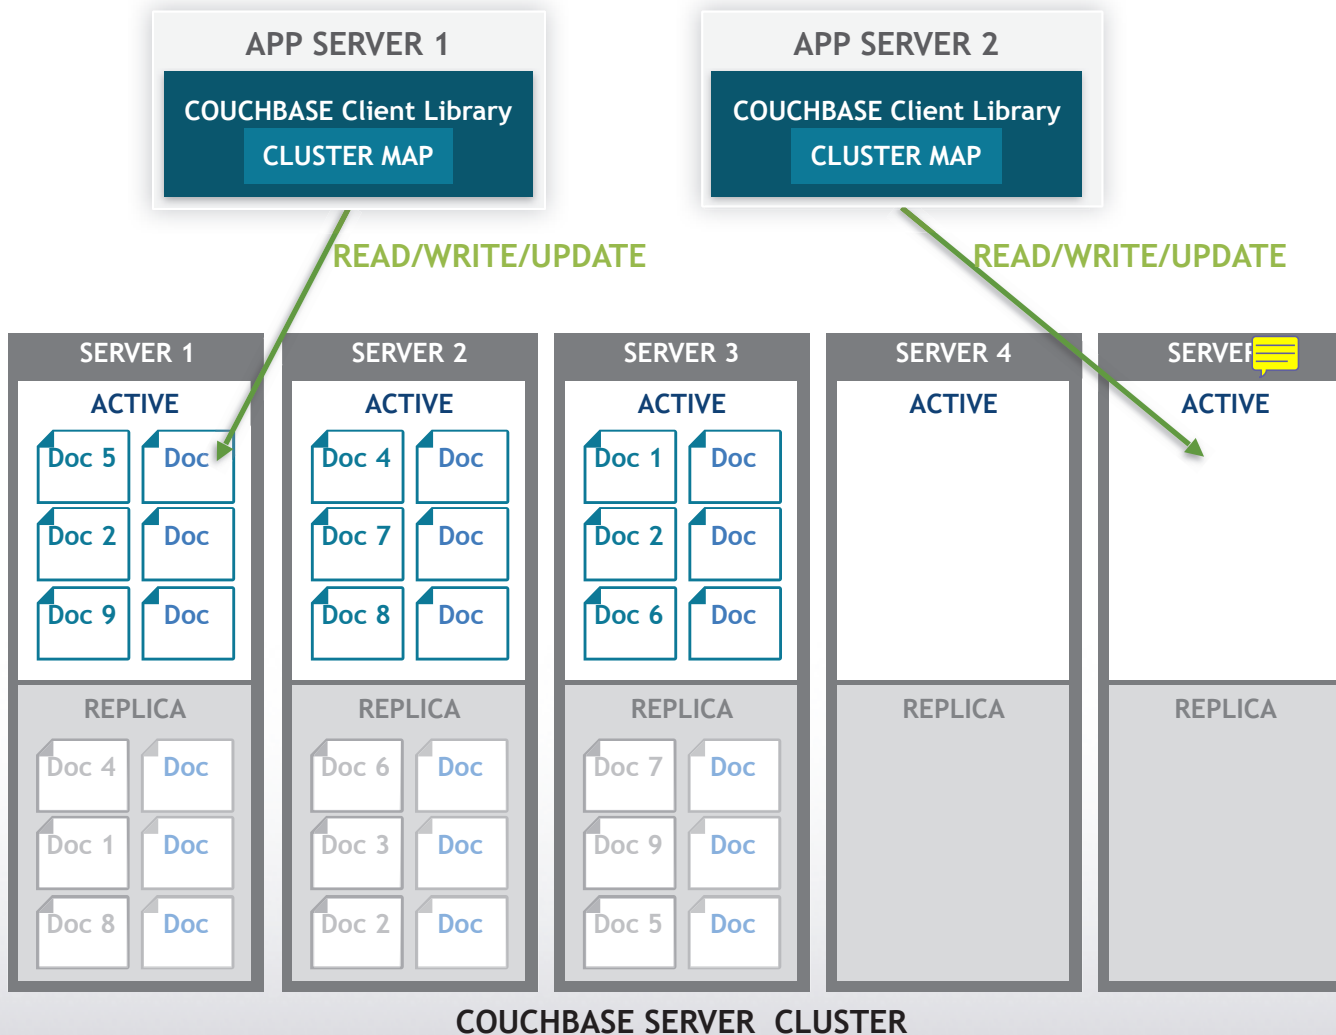 APP SERVER 1
COUCHBASE Client Library
CLUSTER MAP
APP SERVER 2
COUCHBASE Client Library
CLUSTER MAP
READ/WRITE/UPDATE
READ/WRITE/UPDATE
SERVER 1
ACTIVE
Doc 5 Doc
Doc 2 Doc
Doc 9 Doc
REPLICA
Doc 4 Doc
Doc 1 Doc
Doc 8 Doc
SERVER 2
ACTIVE
Doc 4 Doc
Doc 7 Doc
Doc 8 Doc
REPLICA
Doc 6 Doc
Doc 3 Doc
Doc 2 Doc
SERVER 3
ACTIVE
Doc 1 Doc
Doc 2 Doc
Doc 6 Doc
REPLICA
Doc 7 Doc
Doc 9 Doc
Doc 5 Doc
SERVER 4
ACTIVE
REPLICA
ACTIVE
REPLICA
COUCHBASE SERVER CLUSTER